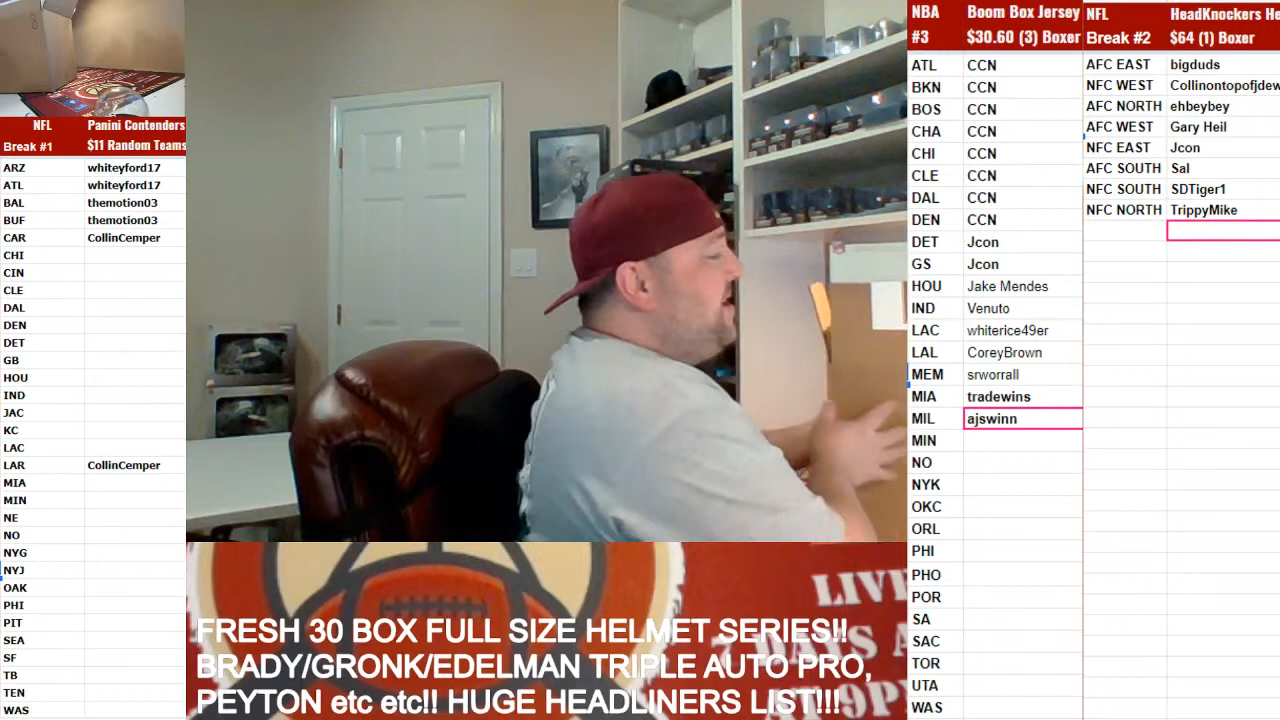 NFL Panini Contenders
Break #1 $11 Random Teams
ARZ whiteyford17
ATL whiteyford17
BAL themotion03
BUF themotion03
CAR CollinCemper
CHI
CIN
CLE
DAL
DEN
DET
GB
HOU
IND
JAC
KC
LAC
LAR CollinCemper
MIA
MIN
NE
NO
NYG
NYJ
OAK
PHI
PIT
SEA
SF
TB
TEN
WAS
LIVE
7 DAYS A
9P
FRESH 30 BOX FULL SIZE HELMET SERIES!!
BRADY/GRONK/EDELMAN TRIPLE AUTO PRO,
PEYTON etc etc!! HUGE HEADLINERS LIST!!!
NBA Boom Box Jersey
#3 $30.60 (3) Boxer
ATL CCN
BKN CCN
BOS CCN
CHA CCN
CHI CCN
CLE CCN
DAL CCN
DEN CCN
DET Jcon
GS Jcon
HOU Jake Mendes
IND Venuto
LAC whiterice49er
LAL CoreyBrown
MEM srworrall
MIA tradewins
MIL ajswinn
MIN
NO
NYK
OKC
ORL
PHI
PHO
POR
SA
SAC
TOR
UTA
WAS
NFL HeadKnockers He
Break #2 $64 (1) Boxer
AFC EAST bigduds
NFC WEST Collinontopofjdew
AFC NORTH ehbeybey
AFC WEST Gary Heil
NFC EAST Jcon
AFC SOUTH Sal
NFC SOUTH SDTiger1
NFC NORTH TrippyMike